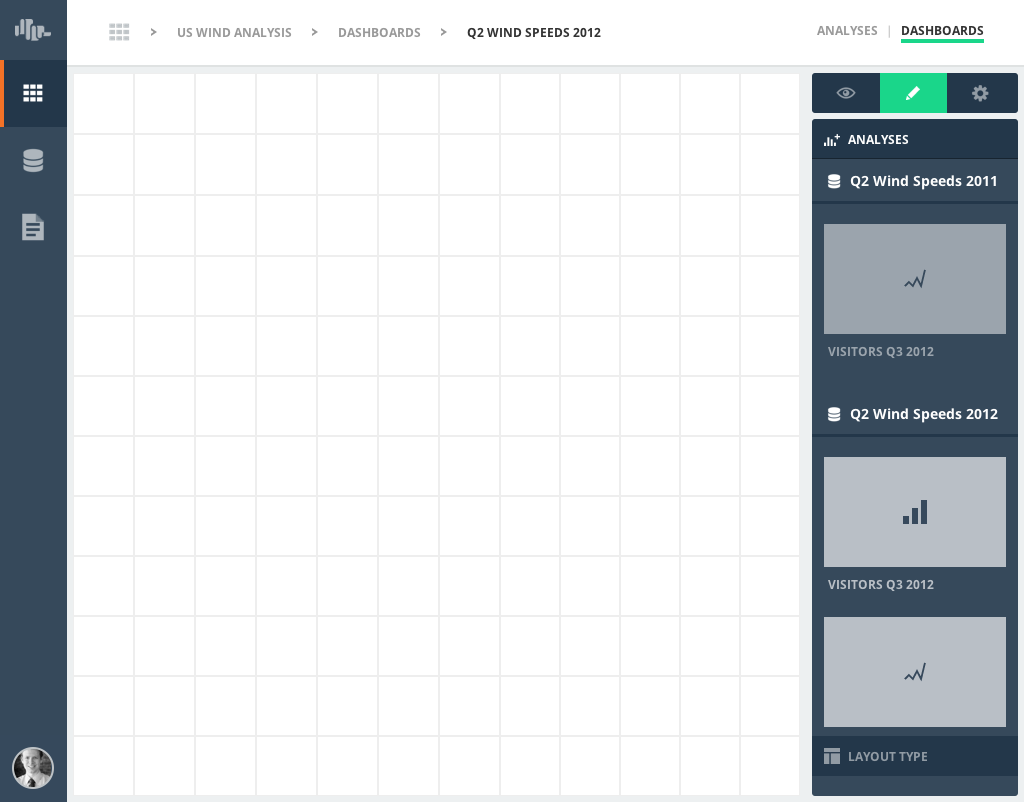 > US WIND ANALYSIS > DASHBOARDS > Q2 WIND SPEEDS 2012
ANALYSES | DASHBOARDS
ANALYSES
Q2 Wind Speeds 2011
VISITORS Q3 2012
Q2 Wind Speeds 2012
VISITORS Q3 2012
LAYOUT TYPE